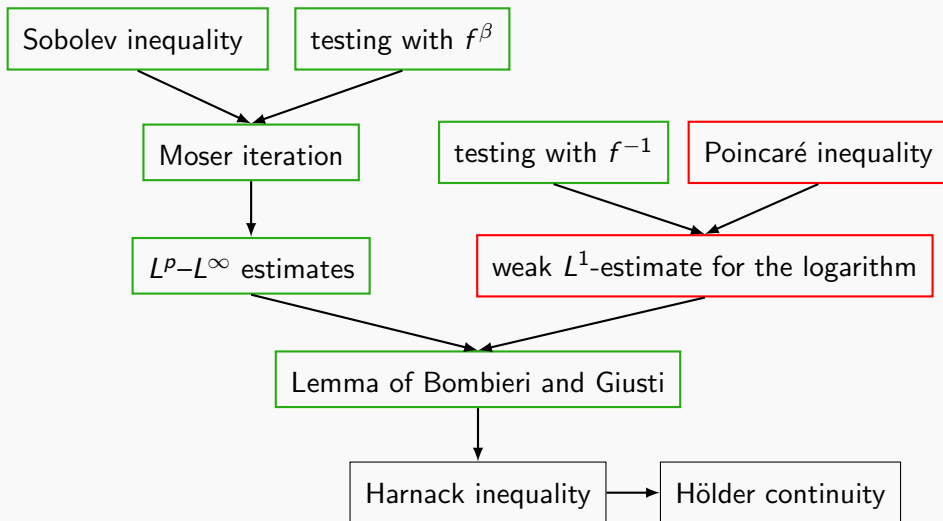 Sobolev inequality
testing with f^β
Moser iteration
testing with f^−1
Poincaré inequality
L^p–L^∞ estimates
weak L^1-estimate for the logarithm
Lemma of Bombieri and Giusti
Harnack inequality
Hölder continuity